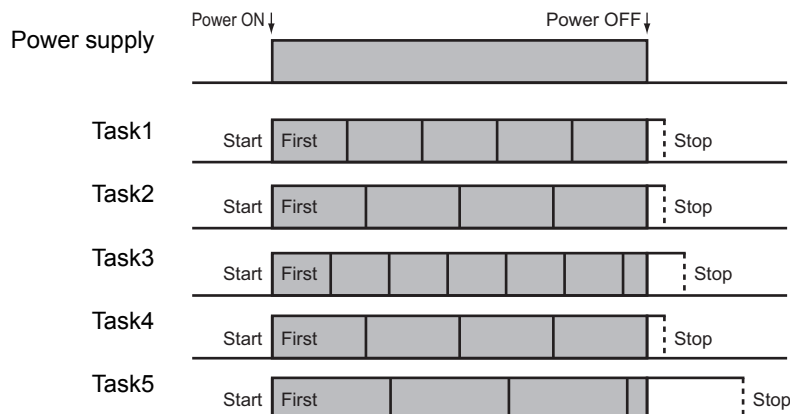 Power ON Power OFF
Power supply
Task1
Start First Stop
Task2
Start First Stop
Task3
Start First Stop
Task4
Start First Stop
Task5
Start First Stop